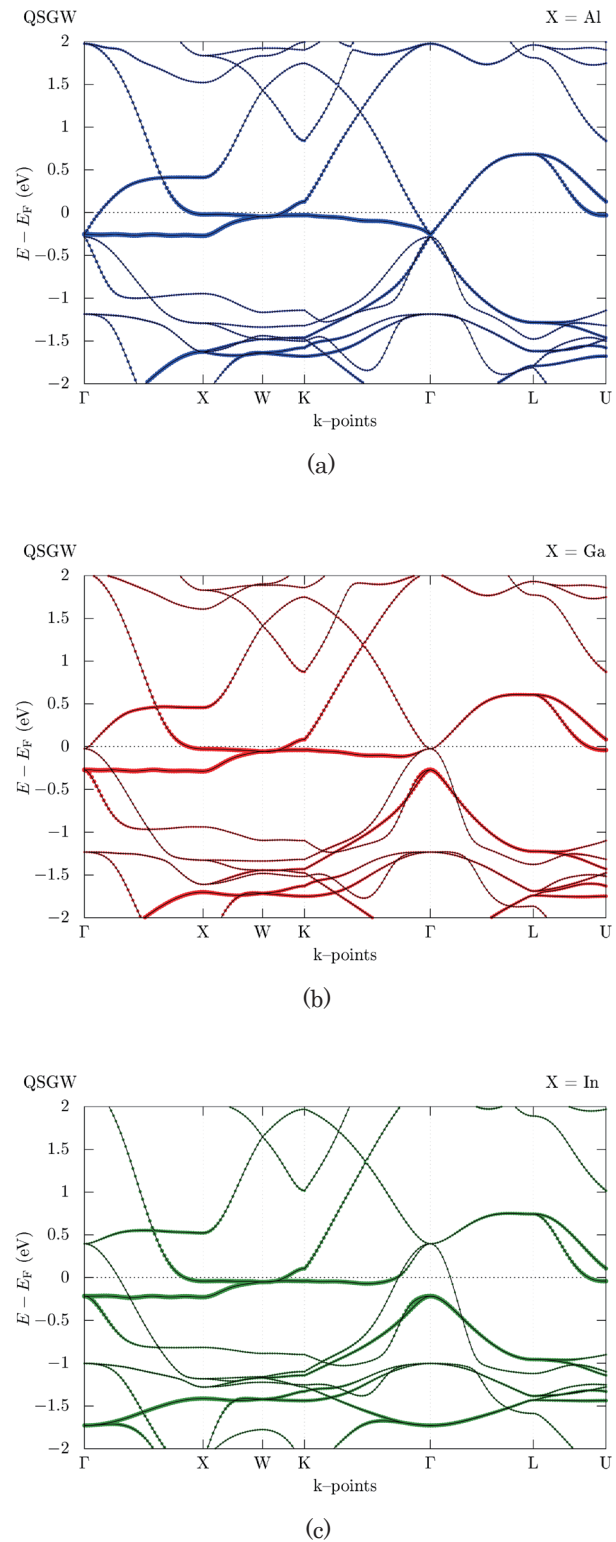 QSGW X = Al
2
1
0.5
0
−0.5
−1
−1.5
−2
E − E_F (eV)
Γ X W K Γ L U
k–points
(a)
QSGW X = Ga
2
1.5
1
0.5
0
−0.5
−1
−1.5
−2
E − E_F (eV)
Γ X W K Γ L U
k–points
(b)
QSGW X = In
2
1.5
1
0.5
0
−0.5
−1
−1.5
−2
E − E_F (eV)
Γ X W K Γ L U
k–points
(c)